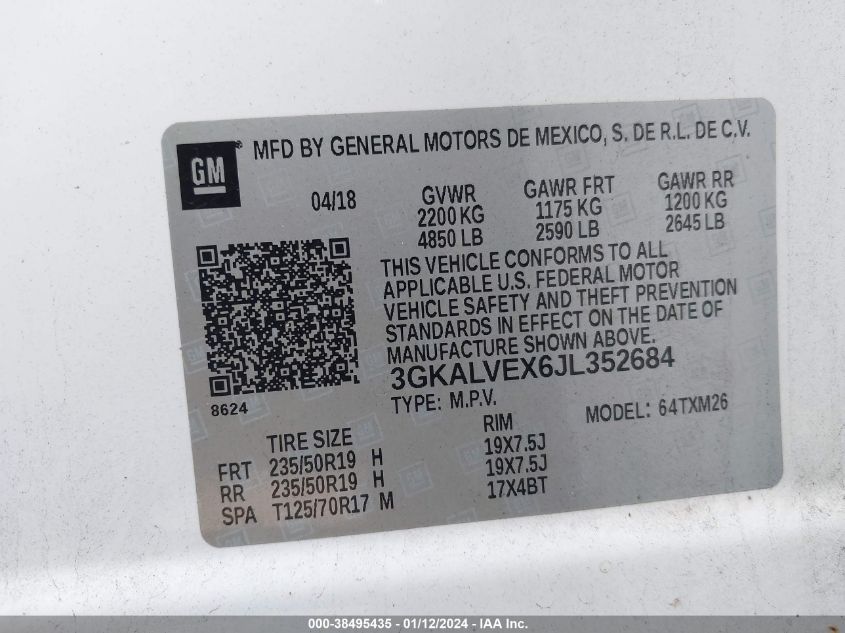 GM® MFD BY GENERAL MOTORS DE MEXICO, S. DE R.L. DE C.V.
04/18 GVWR GAWR FRT GAWR RR
2200 KG 1175 KG 1200 KG
4850 LB 2590 LB 2645 LB
THIS VEHICLE CONFORMS TO ALL
APPLICABLE U.S. FEDERAL MOTOR
VEHICLE SAFETY AND THEFT PREVENTION
STANDARDS IN EFFECT ON THE DATE OF
MANUFACTURE SHOWN ABOVE.
3GKALVEX6JL352684
8624
TYPE: M.P.V. MODEL: 64TXM26
TIRE SIZE RIM
FRT 235/50R19 H 19X7.5J
RR 235/50R19 H 19X7.5J
SPA T125/70R17 M 17X4BT
000-38495435 - 01/12/2024 - IAA Inc.